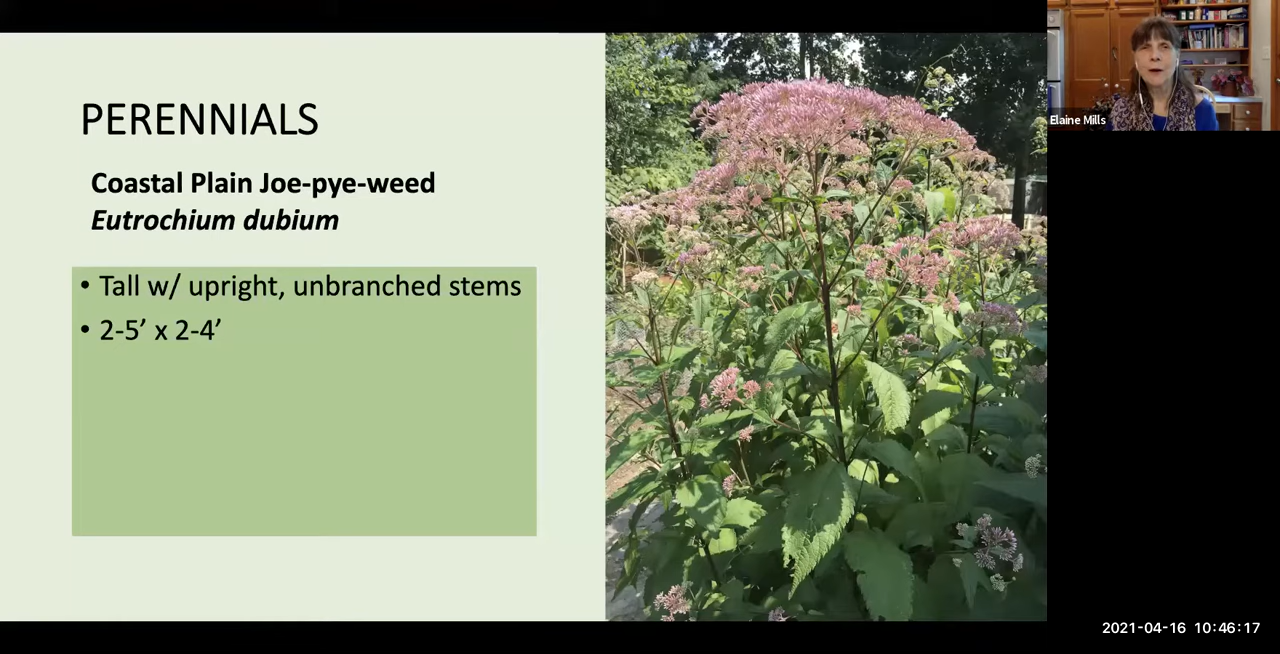 PERENNIALS
Coastal Plain Joe-pye-weed
Eutrochium dubium
• Tall w/ upright, unbranched stems
• 2-5’ x 2-4’
Elaine Mills
2021-04-16 10:46:17